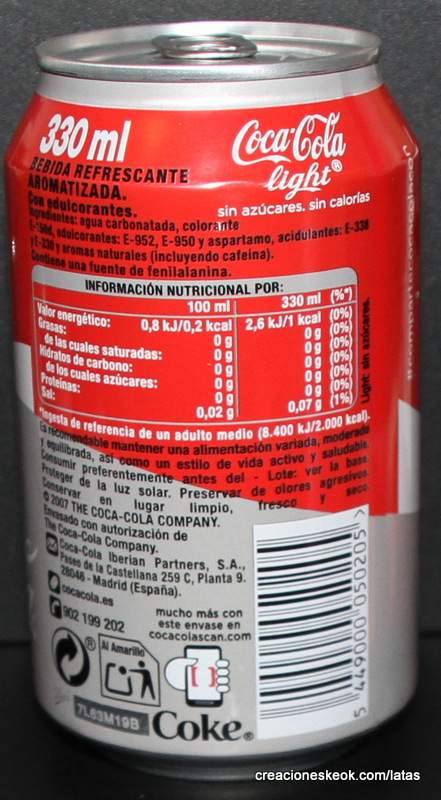 330 ml
Coca-Cola
light®
sin azúcares. sin calorías
BEBIDA REFRESCANTE
AROMATIZADA.
Con edulcorantes.
Ingredientes: agua carbonatada, colorante
E-150d, edulcorantes: E-952, E-950 y aspartamo, acidulantes: E-338
y E-330 y aromas naturales (incluyendo cafeína).
Contiene una fuente de fenilalanina.
INFORMACIÓN NUTRICIONAL POR:
100 ml 330 ml (%*)
Valor energético: 0,8 kJ/0,2 kcal 2,6 kJ/1 kcal (0%)
Grasas: 0 g 0 g (0%)
de las cuales saturadas: 0 g 0 g (0%)
Hidratos de carbono: 0 g 0 g (0%)
de los cuales azúcares: 0 g 0 g (0%)
Proteínas: 0 g 0 g (0%)
Sal: 0,02 g 0,07 g (1%)
Light: sin azúcares.
*Ingesta de referencia de un adulto medio (8.400 kJ/2.000 kcal).
Es recomendable mantener una alimentación variada, moderada
y equilibrada, así como un estilo de vida activo y saludable.
Consumir preferentemente antes del - Lote: ver la base.
Proteger de la luz solar. Preservar de olores agresivos.
Conservar en lugar limpio, fresco y seco.
© 2007 THE COCA-COLA COMPANY.
Envasado con autorización de
The Coca-Cola Company.
Coca-Cola Iberian Partners, S.A.,
Paseo de la Castellana 259 C, Planta 9.
28046 - Madrid (España).
cocacola.es
902 199 202
mucho más con
este envase en
cocacolascan.com
Al Amarillo
®
7L63M19B
Coke®
5 449000 050205
creacioneskeok.com/latas